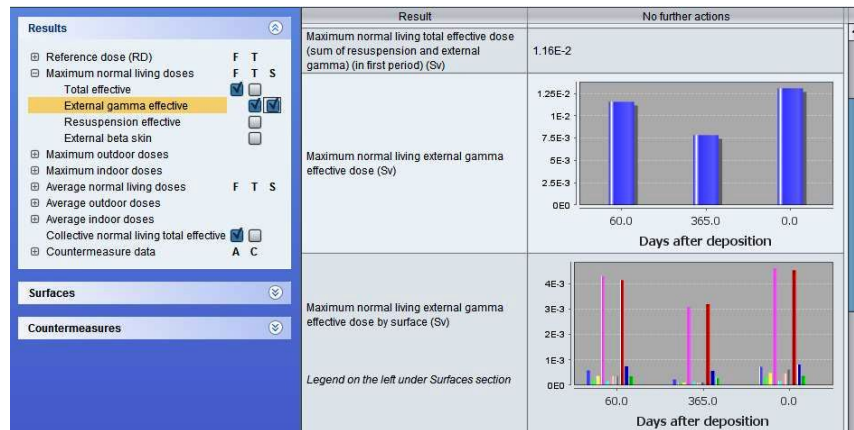 Results
Reference dose (RD) F T
Maximum normal living doses F T S
Total effective
External gamma effective
Resuspension effective
External beta skin
Maximum outdoor doses
Maximum indoor doses
Average normal living doses F T S
Average outdoor doses
Average indoor doses
Collective normal living total effective
Countermeasure data A C
Surfaces
Countermeasures
Result No further actions
Maximum normal living total effective dose
(sum of resuspension and external
gamma) (in first period) (Sv)
1.16E-2
Maximum normal living external gamma
effective dose (Sv)
1.25E-2
1E-2
7.5E-3
5E-3
2.5E-3
0E0
60.0 365.0 0.0
Days after deposition
Maximum normal living external gamma
effective dose by surface (Sv)
Legend on the left under Surfaces section
4E-3
3E-3
2E-3
1E-3
0E0
60.0 365.0 0.0
Days after deposition